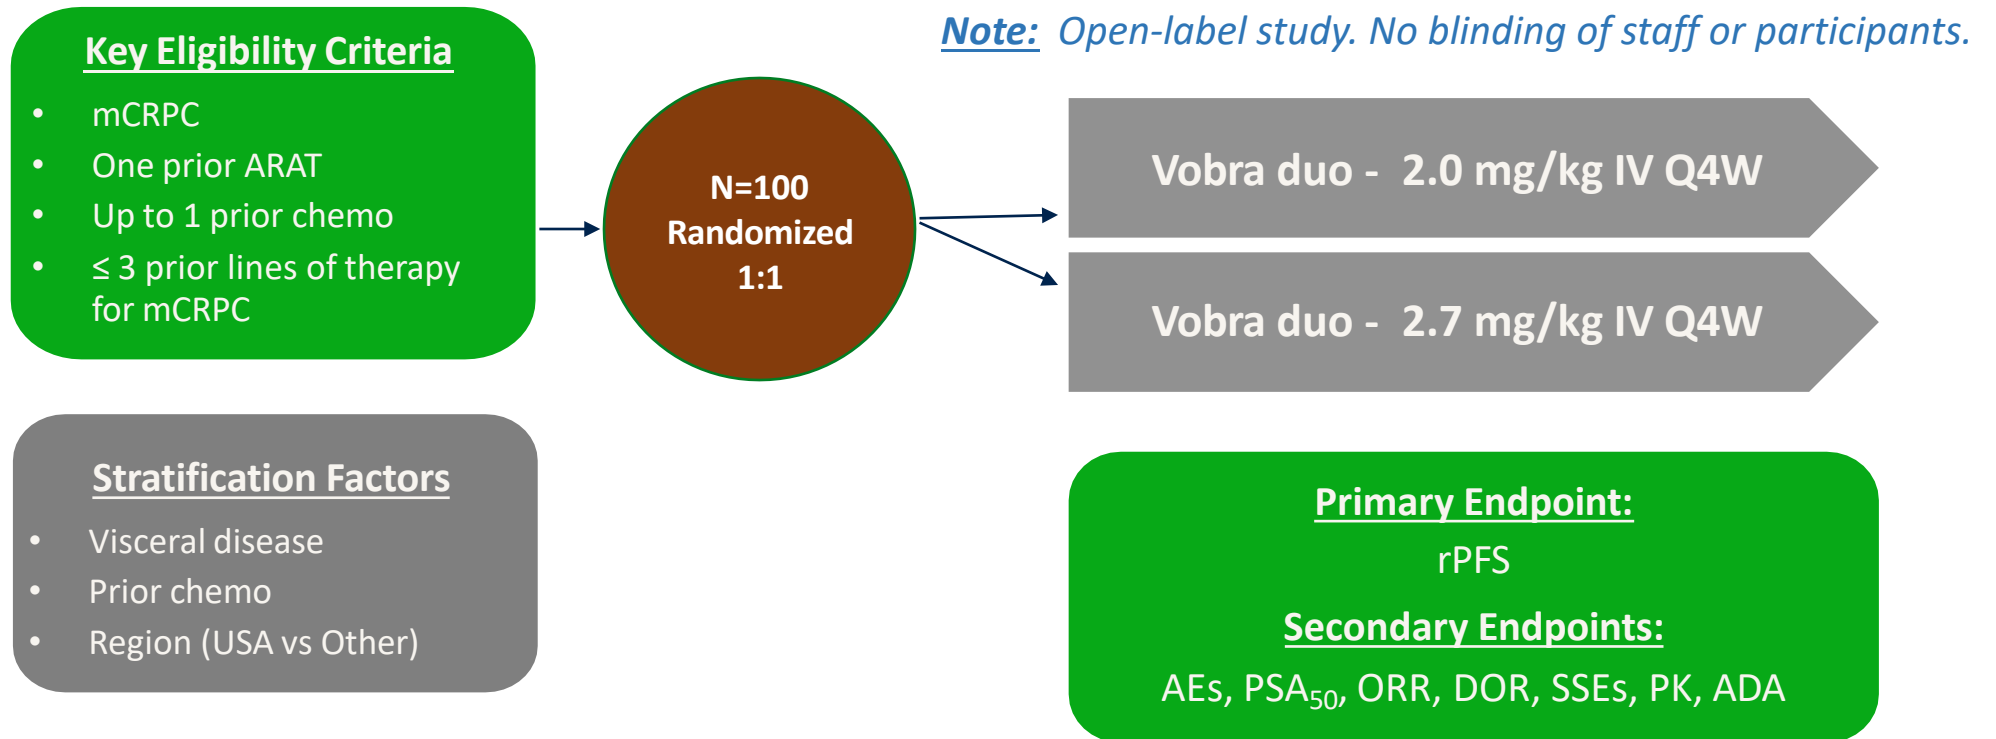 Note: Open-label study. No blinding of staff or participants.
Key Eligibility Criteria
• mCRPC
• One prior ARAT
• Up to 1 prior chemo
• ≤ 3 prior lines of therapy
for mCRPC
N=100
Randomized
1:1
Vobra duo - 2.0 mg/kg IV Q4W
Vobra duo - 2.7 mg/kg IV Q4W
Stratification Factors
• Visceral disease
• Prior chemo
• Region (USA vs Other)
Primary Endpoint:
rPFS
Secondary Endpoints:
AEs, PSA₅₀, ORR, DOR, SSEs, PK, ADA